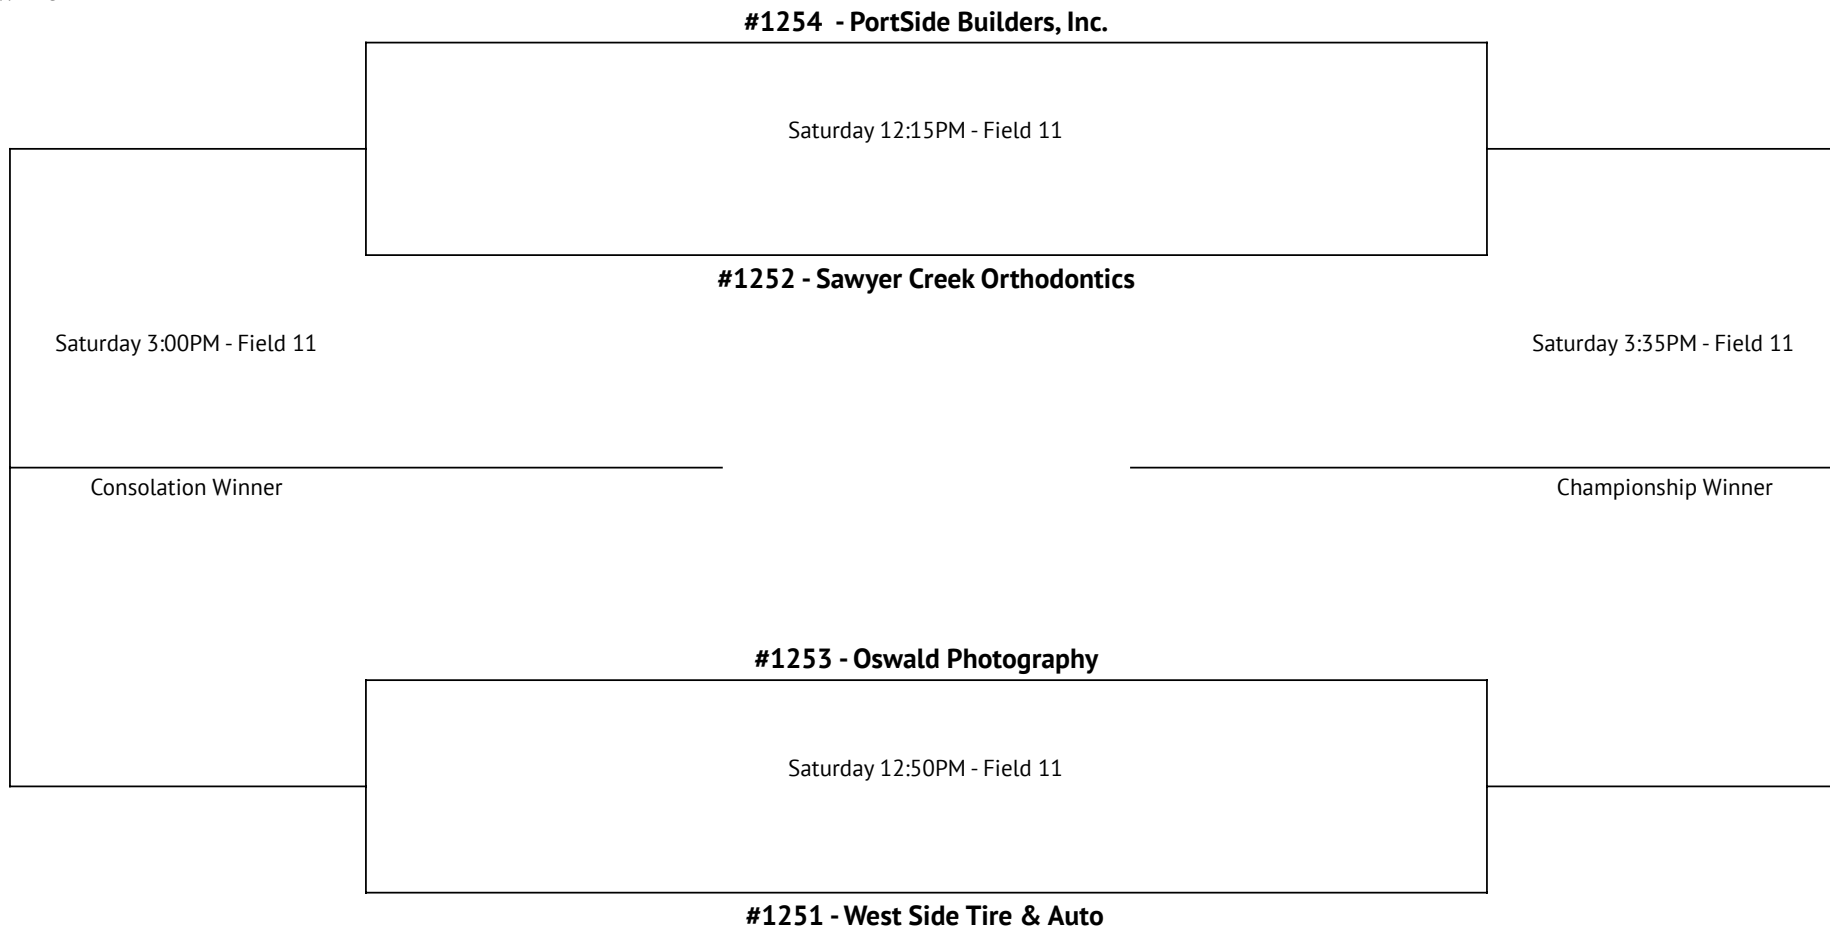 #1254 - PortSide Builders, Inc.
Saturday 12:15PM - Field 11
#1252 - Sawyer Creek Orthodontics
Saturday 3:00PM - Field 11
Saturday 3:35PM - Field 11
Consolation Winner
Championship Winner
#1253 - Oswald Photography
Saturday 12:50PM - Field 11
#1251 - West Side Tire & Auto